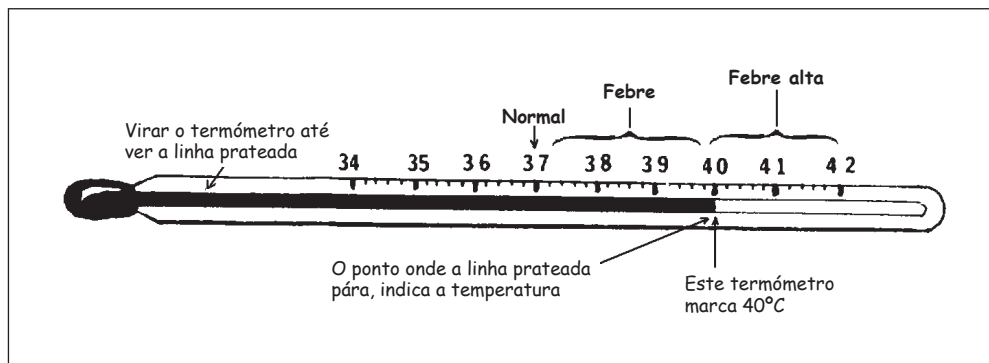 Febre alta
Febre
Normal
Virar o termómetro até
ver a linha prateada
34 35 36 37 38 39 40 41 42
O ponto onde a linha prateada
pára, indica a temperatura
Este termómetro
marca 40ºC